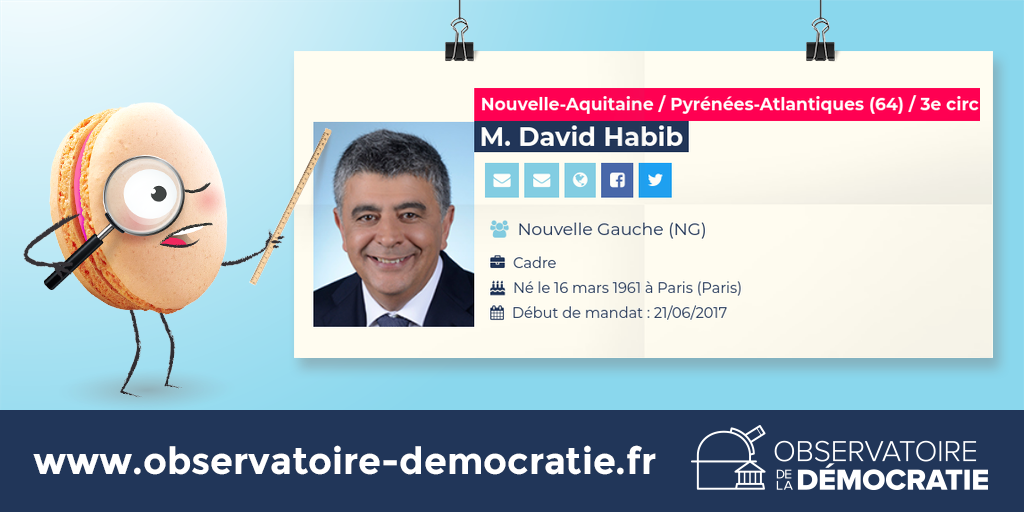 Nouvelle-Aquitaine / Pyrénées-Atlantiques (64) / 3e circ
M. David Habib
Nouvelle Gauche (NG)
Cadre
Né le 16 mars 1961 à Paris (Paris)
Début de mandat : 21/06/2017
www.observatoire-democratie.fr
OBSERVATOIRE
DE LA DÉMOCRATIE